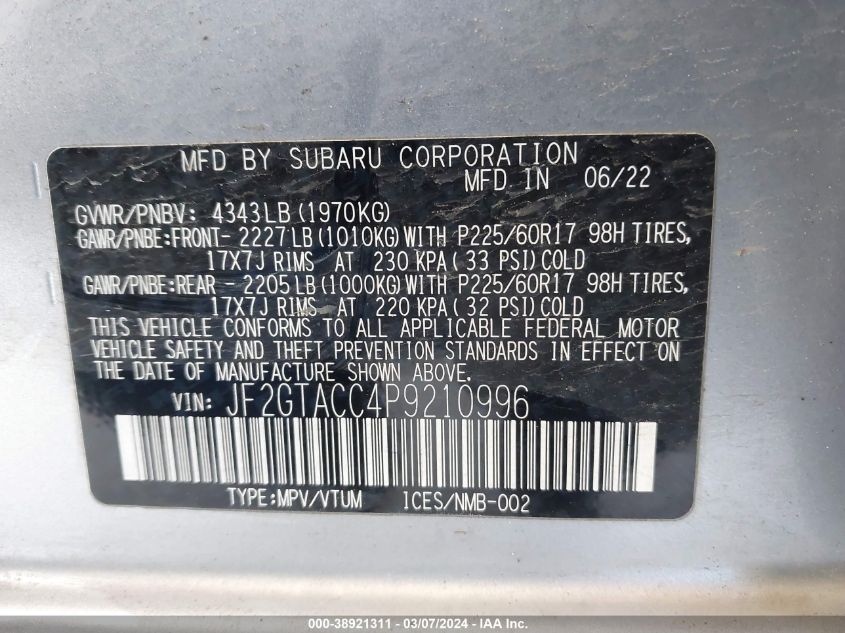 MFD BY SUBARU CORPORATION
MFD IN 06/22
GVWR/PNBV: 4343LB(1970KG)
GAWR/PNBE:FRONT- 2227LB(1010KG)WITH P225/60R17 98H TIRES,
17X7J RIMS AT 230 KPA( 33 PSI)COLD
GAWR/PNBE:REAR - 2205LB(1000KG)WITH P225/60R17 98H TIRES,
17X7J RIMS AT 220 KPA( 32 PSI)COLD
THIS VEHICLE CONFORMS TO ALL APPLICABLE FEDERAL MOTOR
VEHICLE SAFETY AND THEFT PREVENTION STANDARDS IN EFFECT ON
THE DATE OF MANUFACTURE SHOWN ABOVE.
VIN: JF2GTACC4P9210996
TYPE:MPV/VTUM ICES/NMB-002
000-38921311 - 03/07/2024 - IAA Inc.